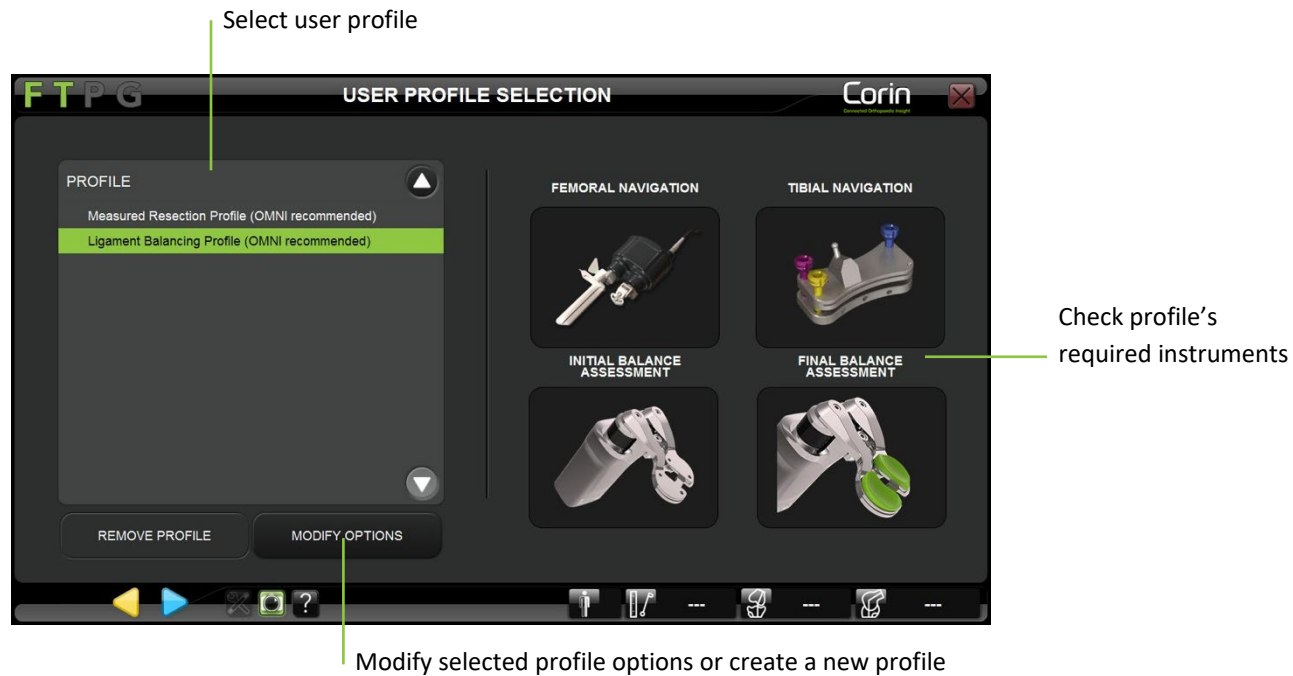 Select user profile
FTPG
USER PROFILE SELECTION
Corin
Connected Orthopaedic Insight
PROFILE
Measured Resection Profile (OMNI recommended)
Ligament Balancing Profile (OMNI recommended)
REMOVE PROFILE
MODIFY OPTIONS
FEMORAL NAVIGATION
TIBIAL NAVIGATION
INITIAL BALANCE
ASSESSMENT
FINAL BALANCE
ASSESSMENT
Check profile’s
required instruments
?
---
---
---
Modify selected profile options or create a new profile